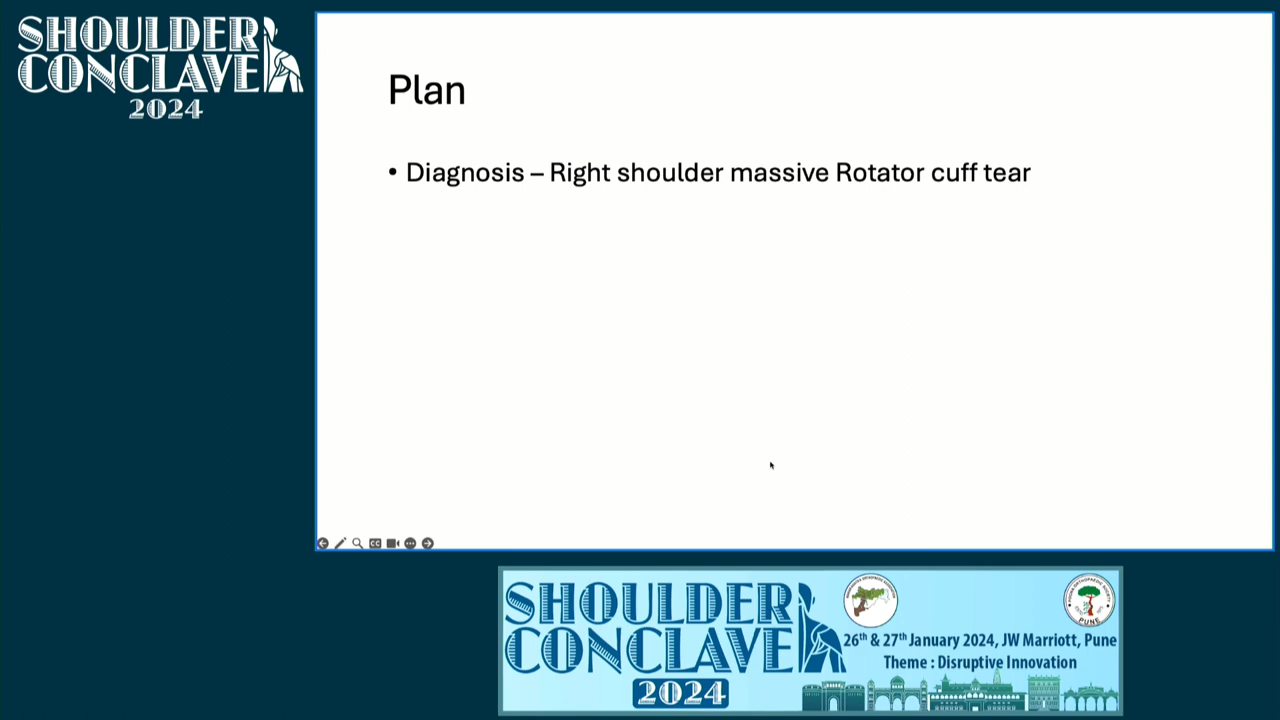 SHOULDER
CONCLAVE
2024
Plan
• Diagnosis – Right shoulder massive Rotator cuff tear
SHOULDER
CONCLAVE
2024
PUNE
26th & 27th January 2024, JW Marriott, Pune
Theme : Disruptive Innovation